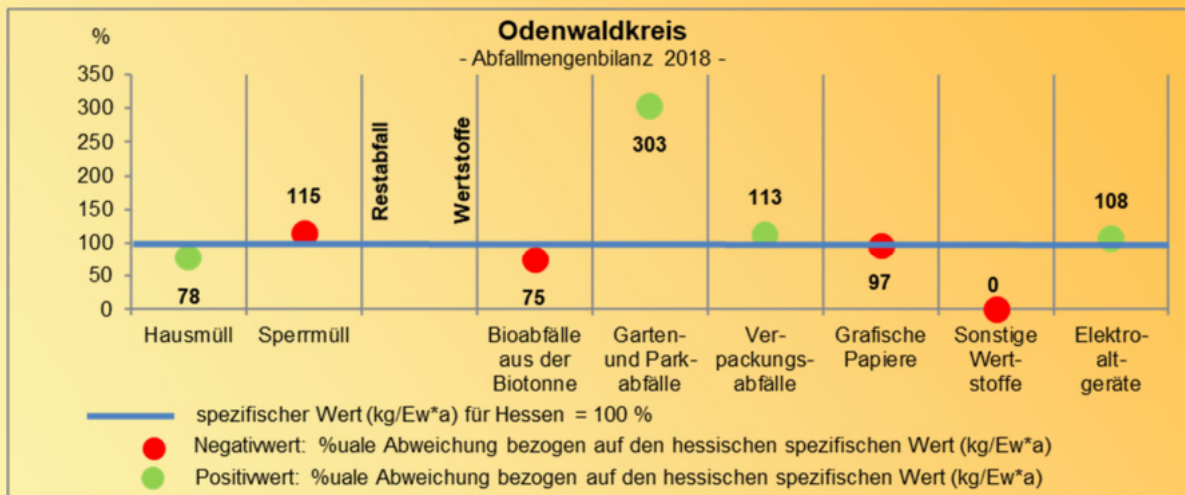 Odenwaldkreis
- Abfallmengenbilanz 2018 -
%
350
300
250
200
150
100
50
0
78
115
Restabfall
Wertstoffe
75
303
113
97
0
108
Hausmüll
Sperrmüll
Bioabfälle
aus der
Biotonne
Garten-
und Park-
abfälle
Ver-
packungs-
abfälle
Grafische
Papiere
Sonstige
Wert-
stoffe
Elektro-
alt-
geräte
spezifischer Wert (kg/Ew*a) für Hessen = 100 %
Negativwert: %uale Abweichung bezogen auf den hessischen spezifischen Wert (kg/Ew*a)
Positivwert: %uale Abweichung bezogen auf den hessischen spezifischen Wert (kg/Ew*a)